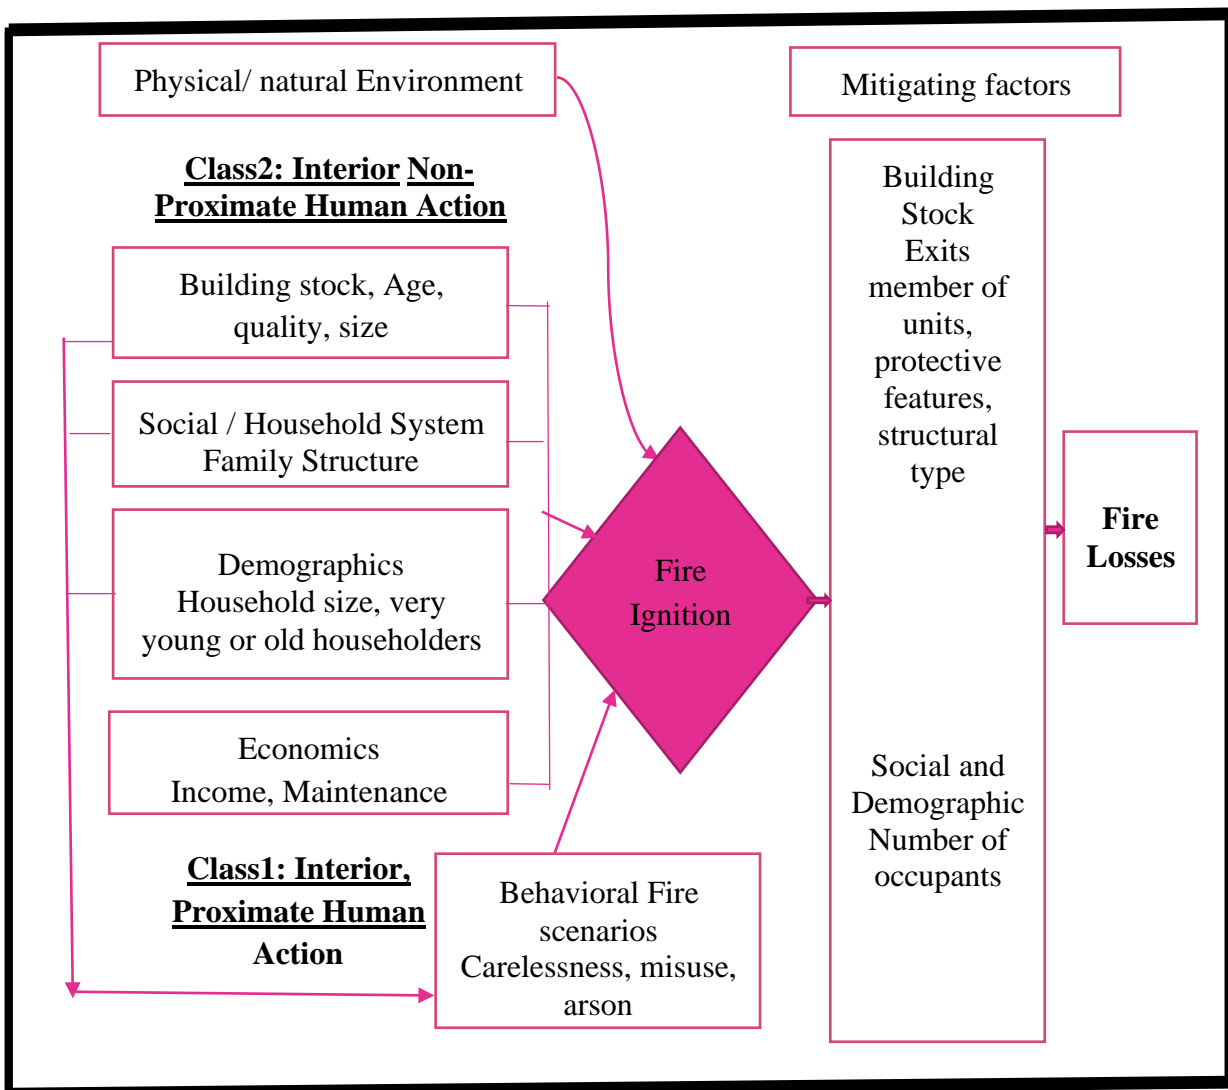 Physical/ natural Environment
Mitigating factors
Class2: Interior Non-
Proximate Human Action
Building stock, Age,
quality, size
Social / Household System
Family Structure
Demographics
Household size, very
young or old householders
Economics
Income, Maintenance
Class1: Interior,
Proximate Human
Action
Behavioral Fire
scenarios
Carelessness, misuse,
arson
Fire
Ignition
Building
Stock
Exits
member of
units,
protective
features,
structural
type
Social and
Demographic
Number of
occupants
Fire
Losses